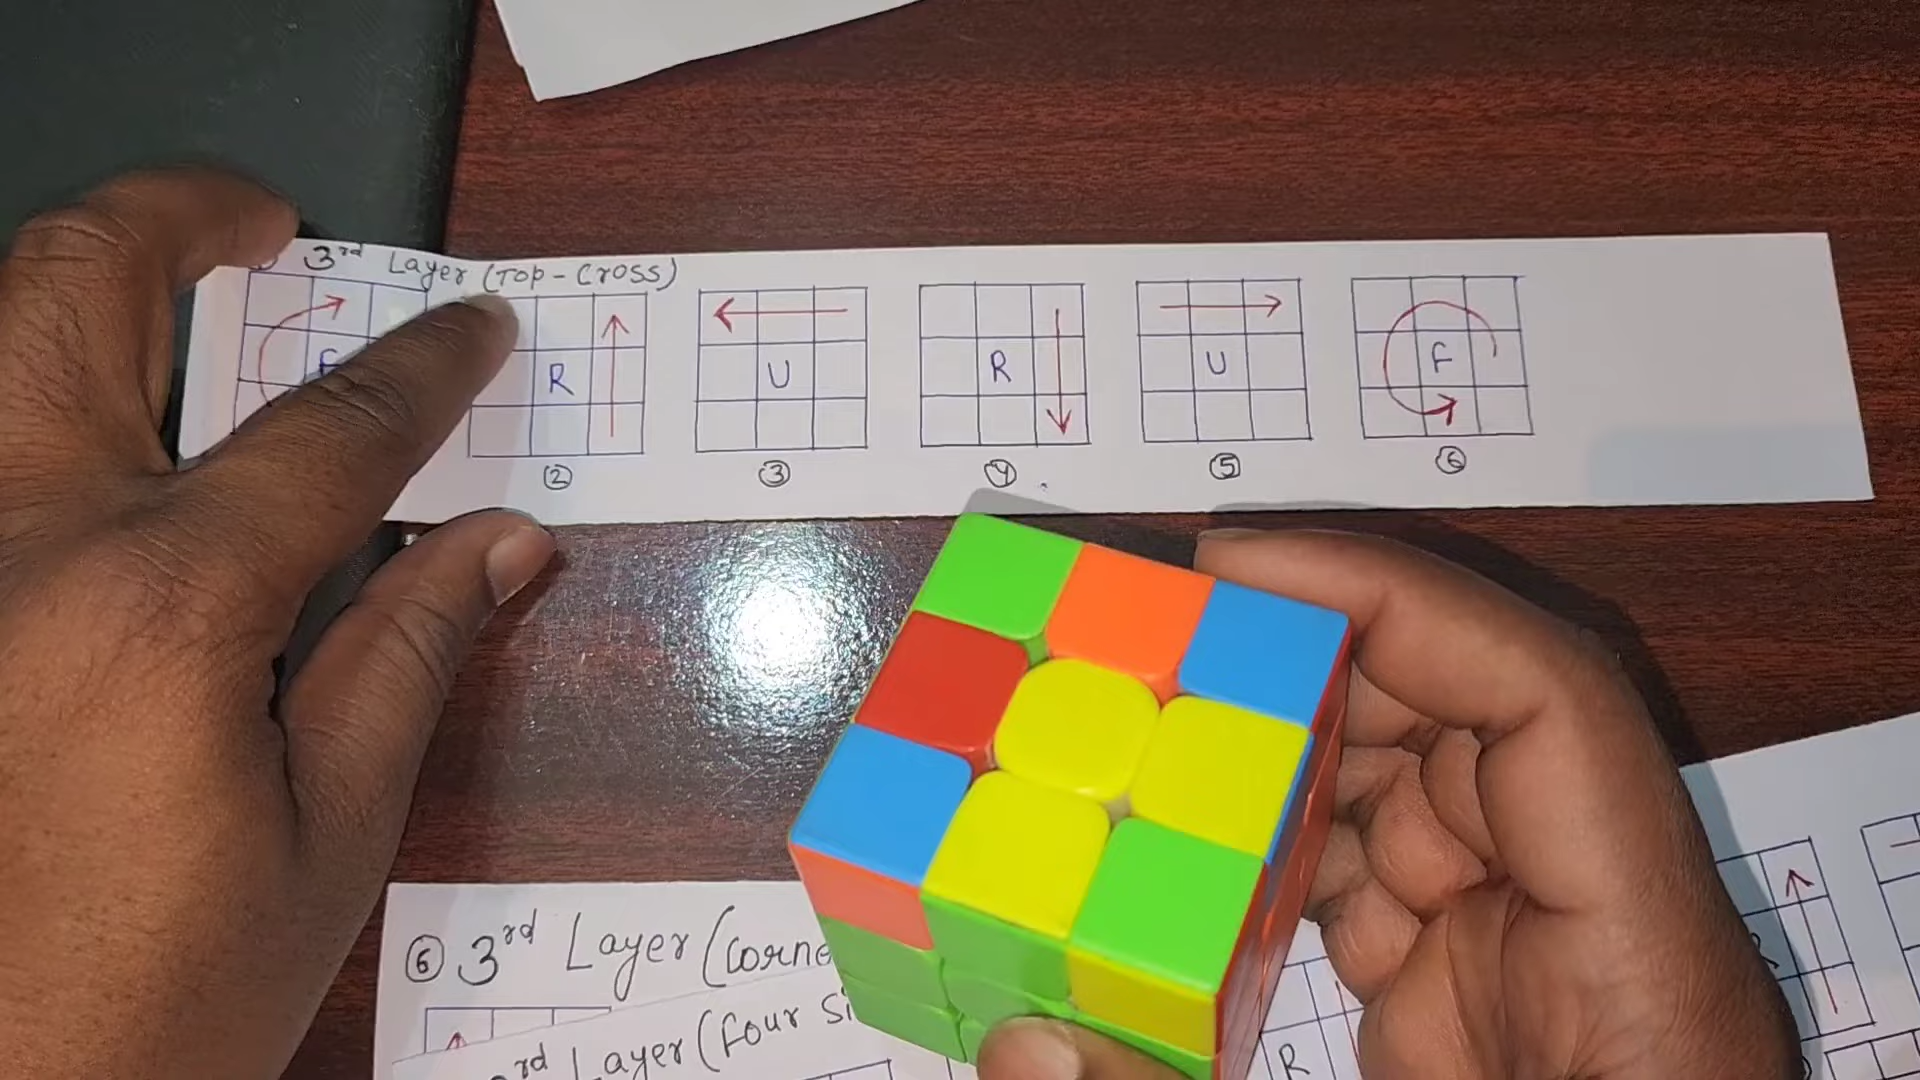 3rd Layer (Top-Cross)
F R U R U F
② ③ ④ ⑤ ⑥
⑥ 3rd Layer (Corne
rd Layer (Four Si
R